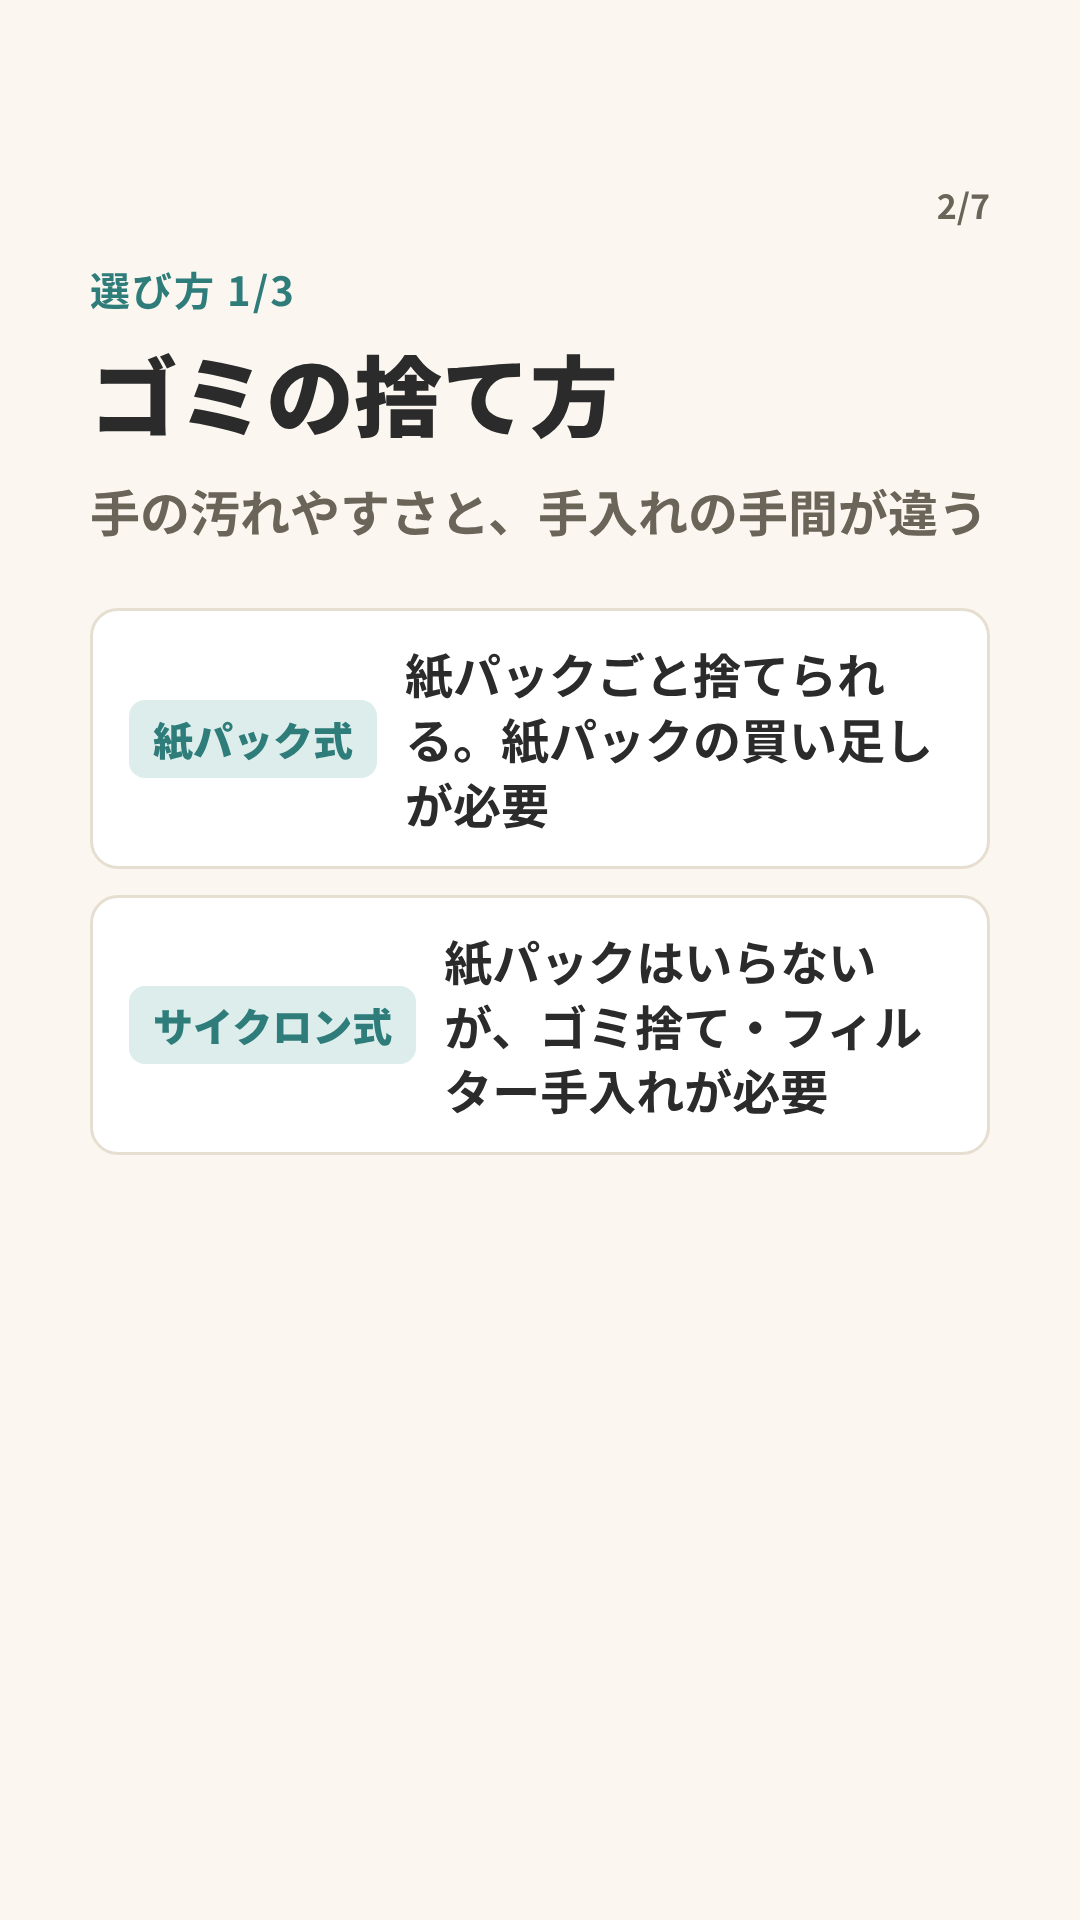 2/7
選び方 1/3
ゴミの捨て方
手の汚れやすさと、手入れの手間が違う
紙パック式
紙パックごと捨てられ
る。紙パックの買い足し
が必要
サイクロン式
紙パックはいらない
が、ゴミ捨て・フィル
ター手入れが必要